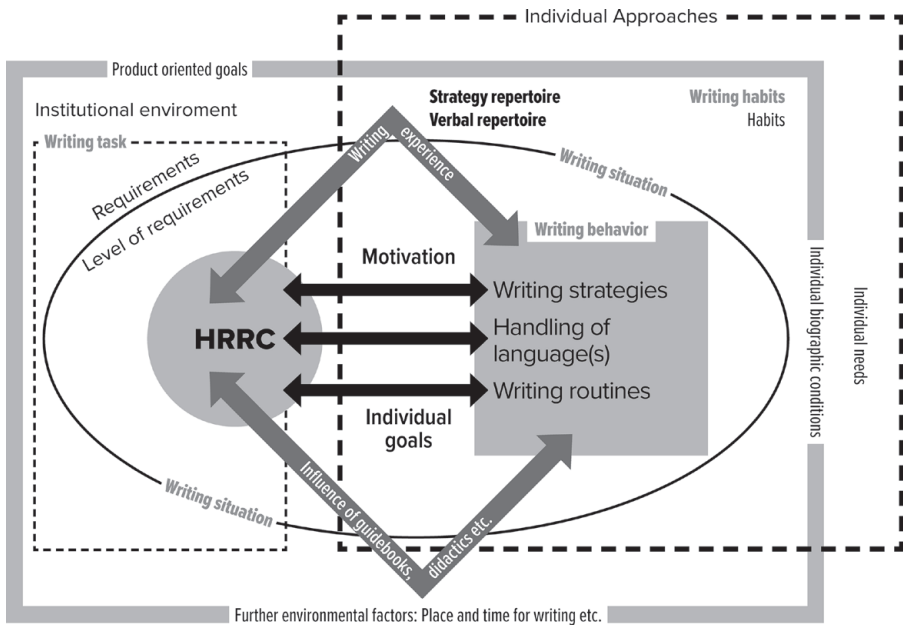 Individual Approaches
Product oriented goals
Institutional enviroment
Strategy repertoire
Verbal repertoire
Writing habits
Habits
Writing task
Requirements
Level of requirements
Writing experience
Writing situation
Writing behavior
Motivation
HRRC
Writing strategies
Handling of
language(s)
Writing routines
Individual
goals
Individual biographic conditions
Individual needs
Writing situation
Influence of guidebooks,
didactics etc.
Further environmental factors: Place and time for writing etc.